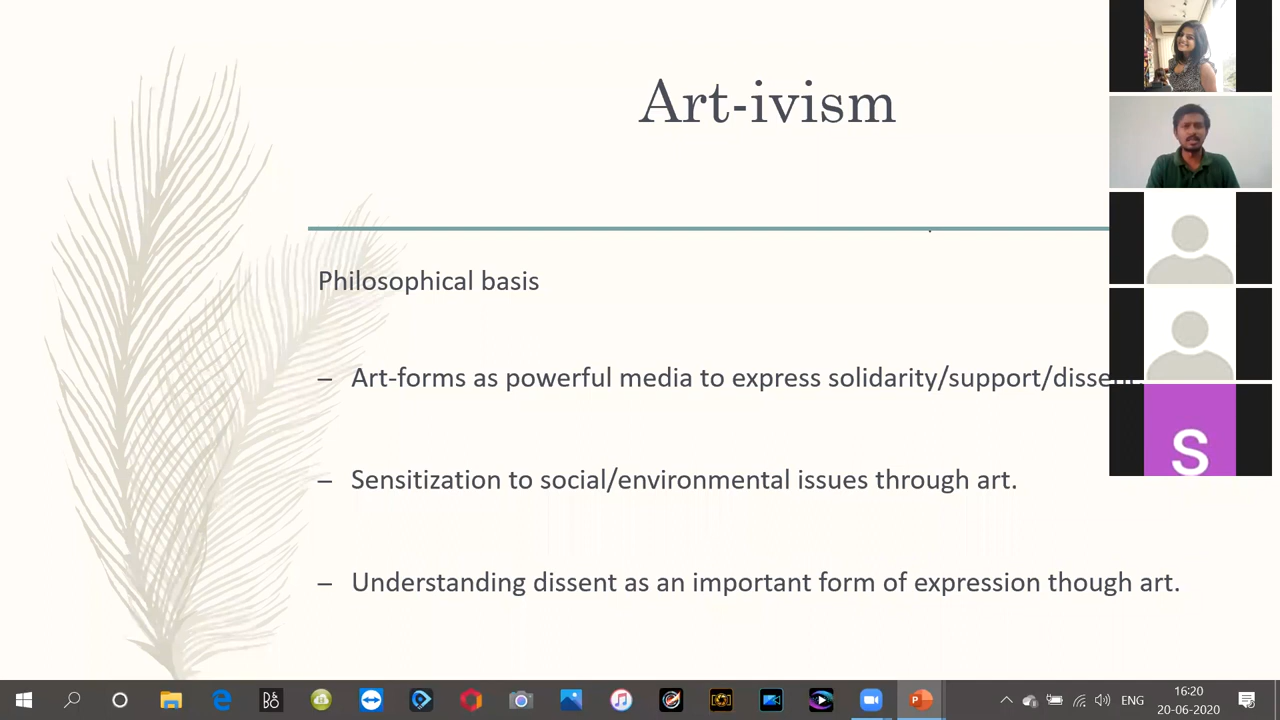 Art-ivism
Philosophical basis
– Art-forms as powerful media to express solidarity/support/dissent.
– Sensitization to social/environmental issues through art.
– Understanding dissent as an important form of expression though art.
S
B&O
ENG
16:20
20-06-2020